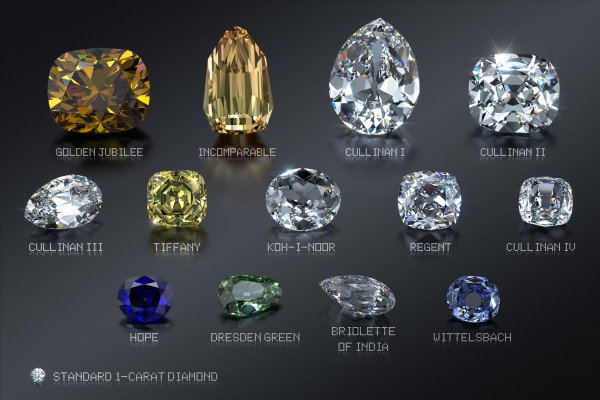 GOLDEN JUBILEE
INCOMPARABLE
CULLINAN I
CULLINAN II
CULLINAN III
TIFFANY
KOH-I-NOOR
REGENT
CULLINAN IV
HOPE
DRESDEN GREEN
BRIOLETTE
OF INDIA
WITTELSBACH
STANDARD 1-CARAT DIAMOND